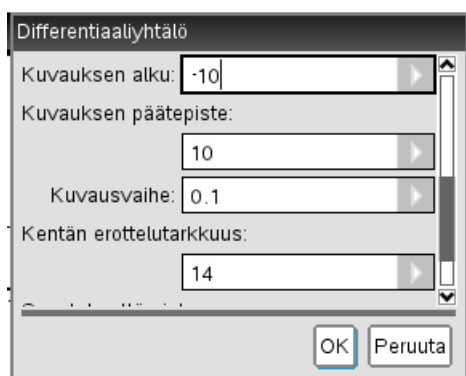 Differentiaaliyhtälö
Kuvauksen alku: -10
Kuvauksen päätepiste:
10
Kuvausvaihe: 0.1
Kentän erottelutarkkuus:
14
OK Peruuta